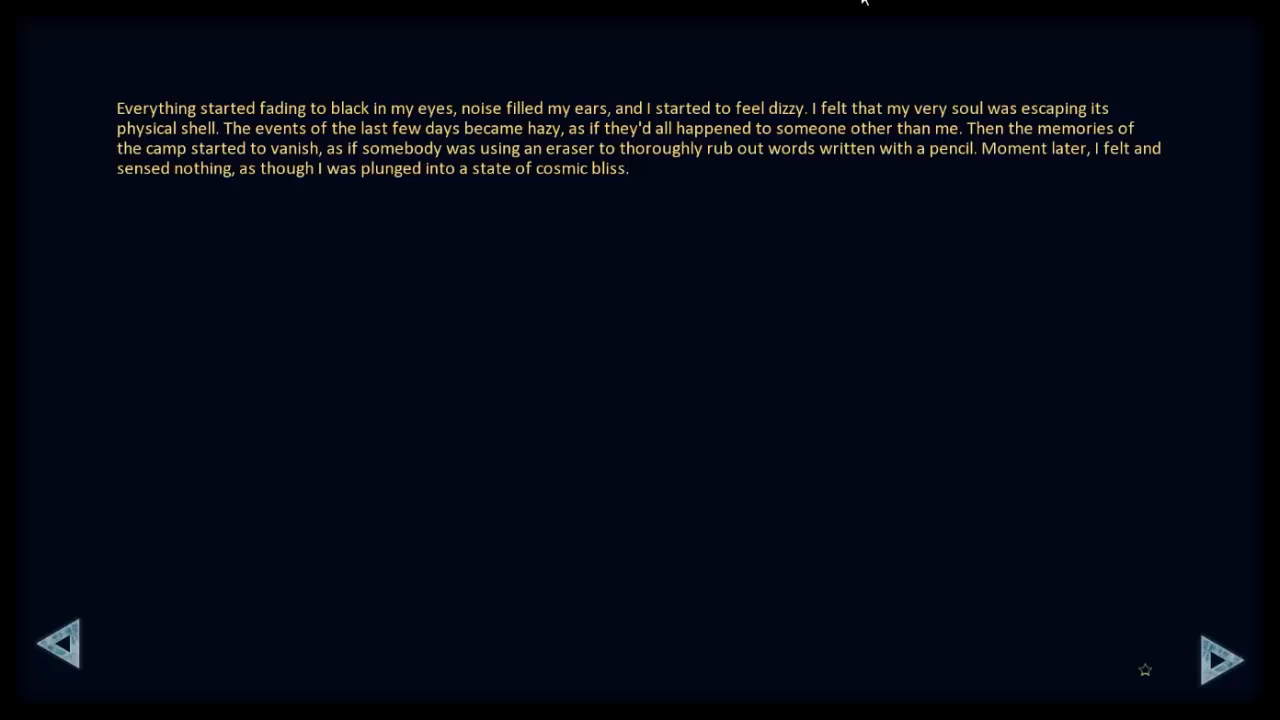 Everything started fading to black in my eyes, noise filled my ears, and I started to feel dizzy. I felt that my very soul was escaping its
physical shell. The events of the last few days became hazy, as if they'd all happened to someone other than me. Then the memories of
the camp started to vanish, as if somebody was using an eraser to thoroughly rub out words written with a pencil. Moment later, I felt and
sensed nothing, as though I was plunged into a state of cosmic bliss.